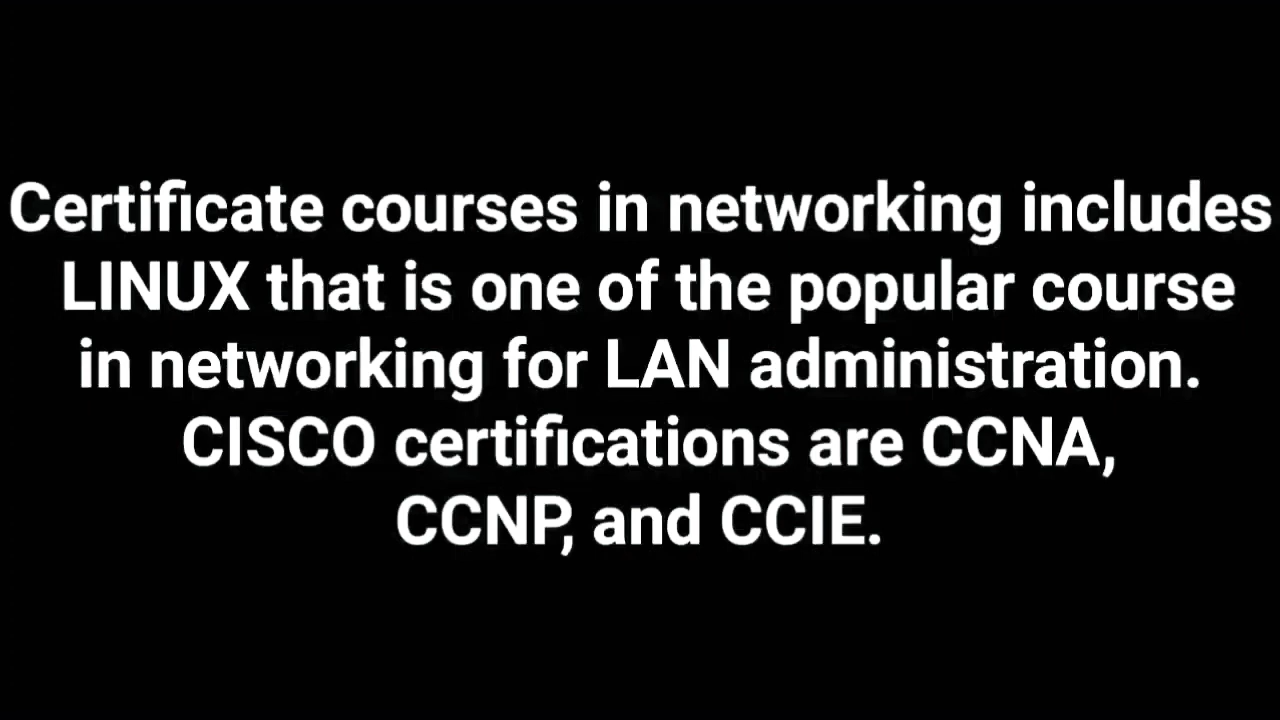 Certificate courses in networking includes
LINUX that is one of the popular course
in networking for LAN administration.
CISCO certifications are CCNA,
CCNP, and CCIE.